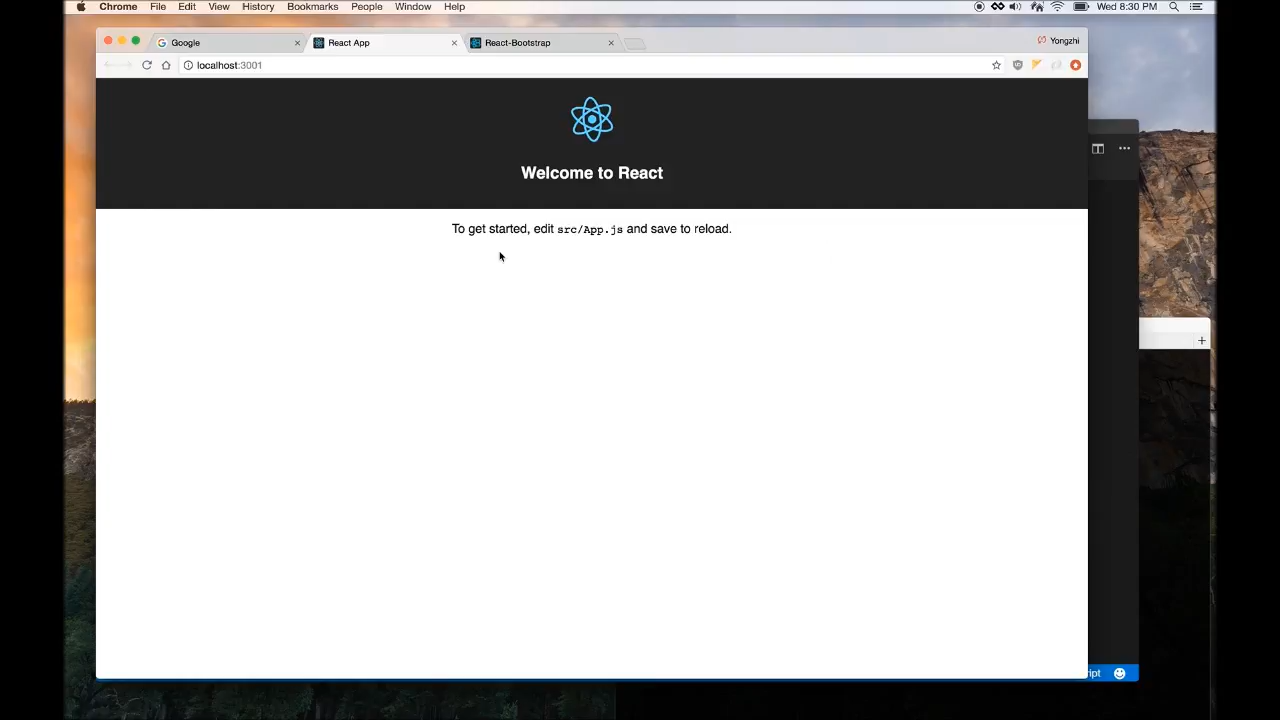 Chrome File Edit View History Bookmarks People Window Help Wed 8:30 PM
Google React App React-Bootstrap Yongzhi
localhost:3001
Welcome to React
To get started, edit src/App.js and save to reload.
ript